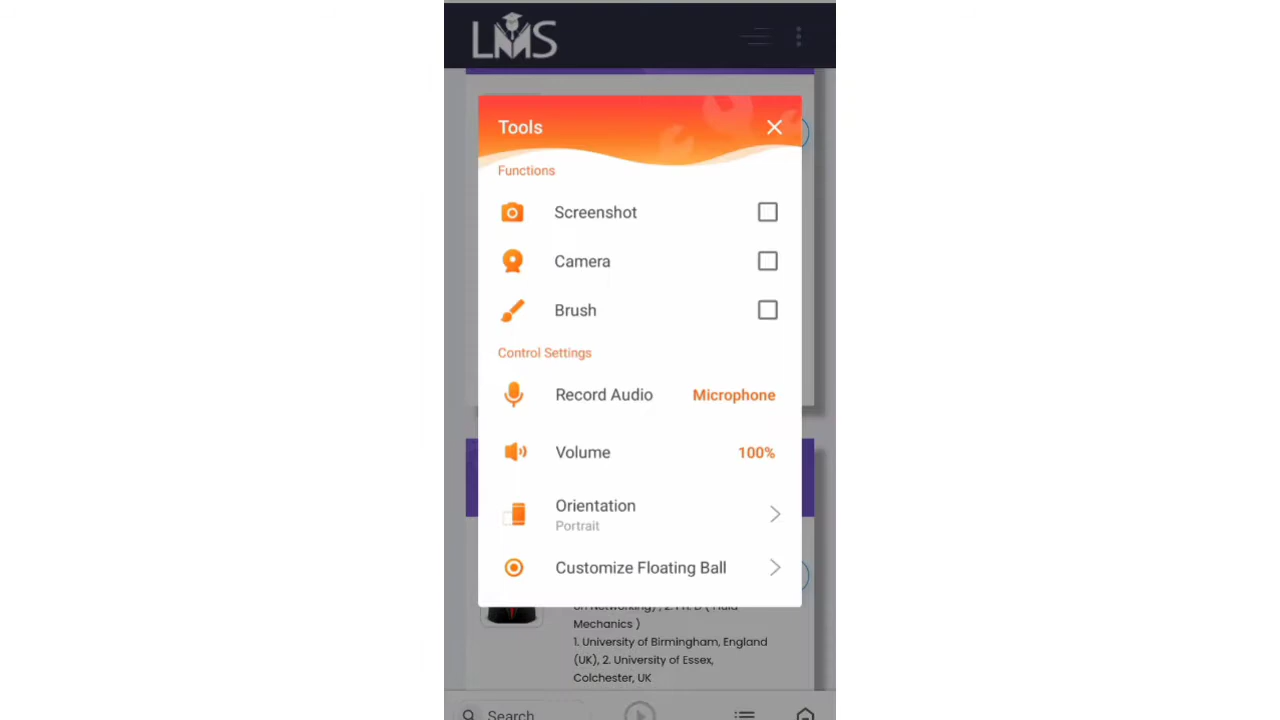 LMS
Tools
Functions
Screenshot
Camera
Brush
Control Settings
Record Audio Microphone
Volume 100%
Orientation
Portrait
Customize Floating Ball
on Networking) , 2. Ph. D ( Fluid
Mechanics )
1. University of Birmingham, England
(UK), 2. University of Essex,
Colchester, UK
Search